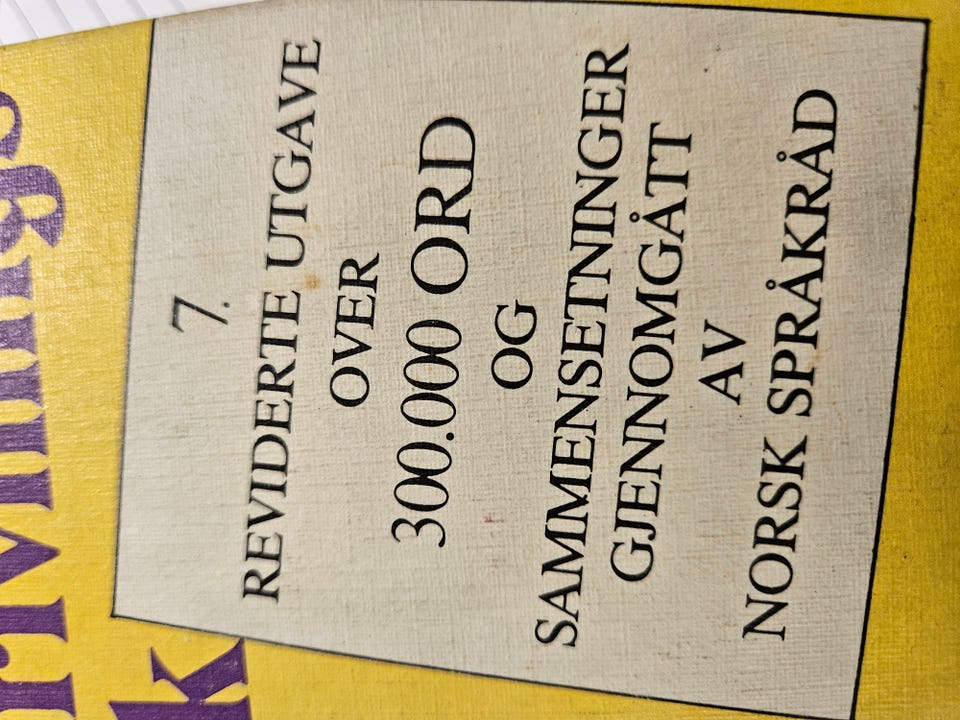 7.
REVIDERTE UTGAVE
OVER
300.000 ORD
OG
SAMMENSETNINGER
GJENNOMGÅTT
AV
NORSK SPRÅKRÅD